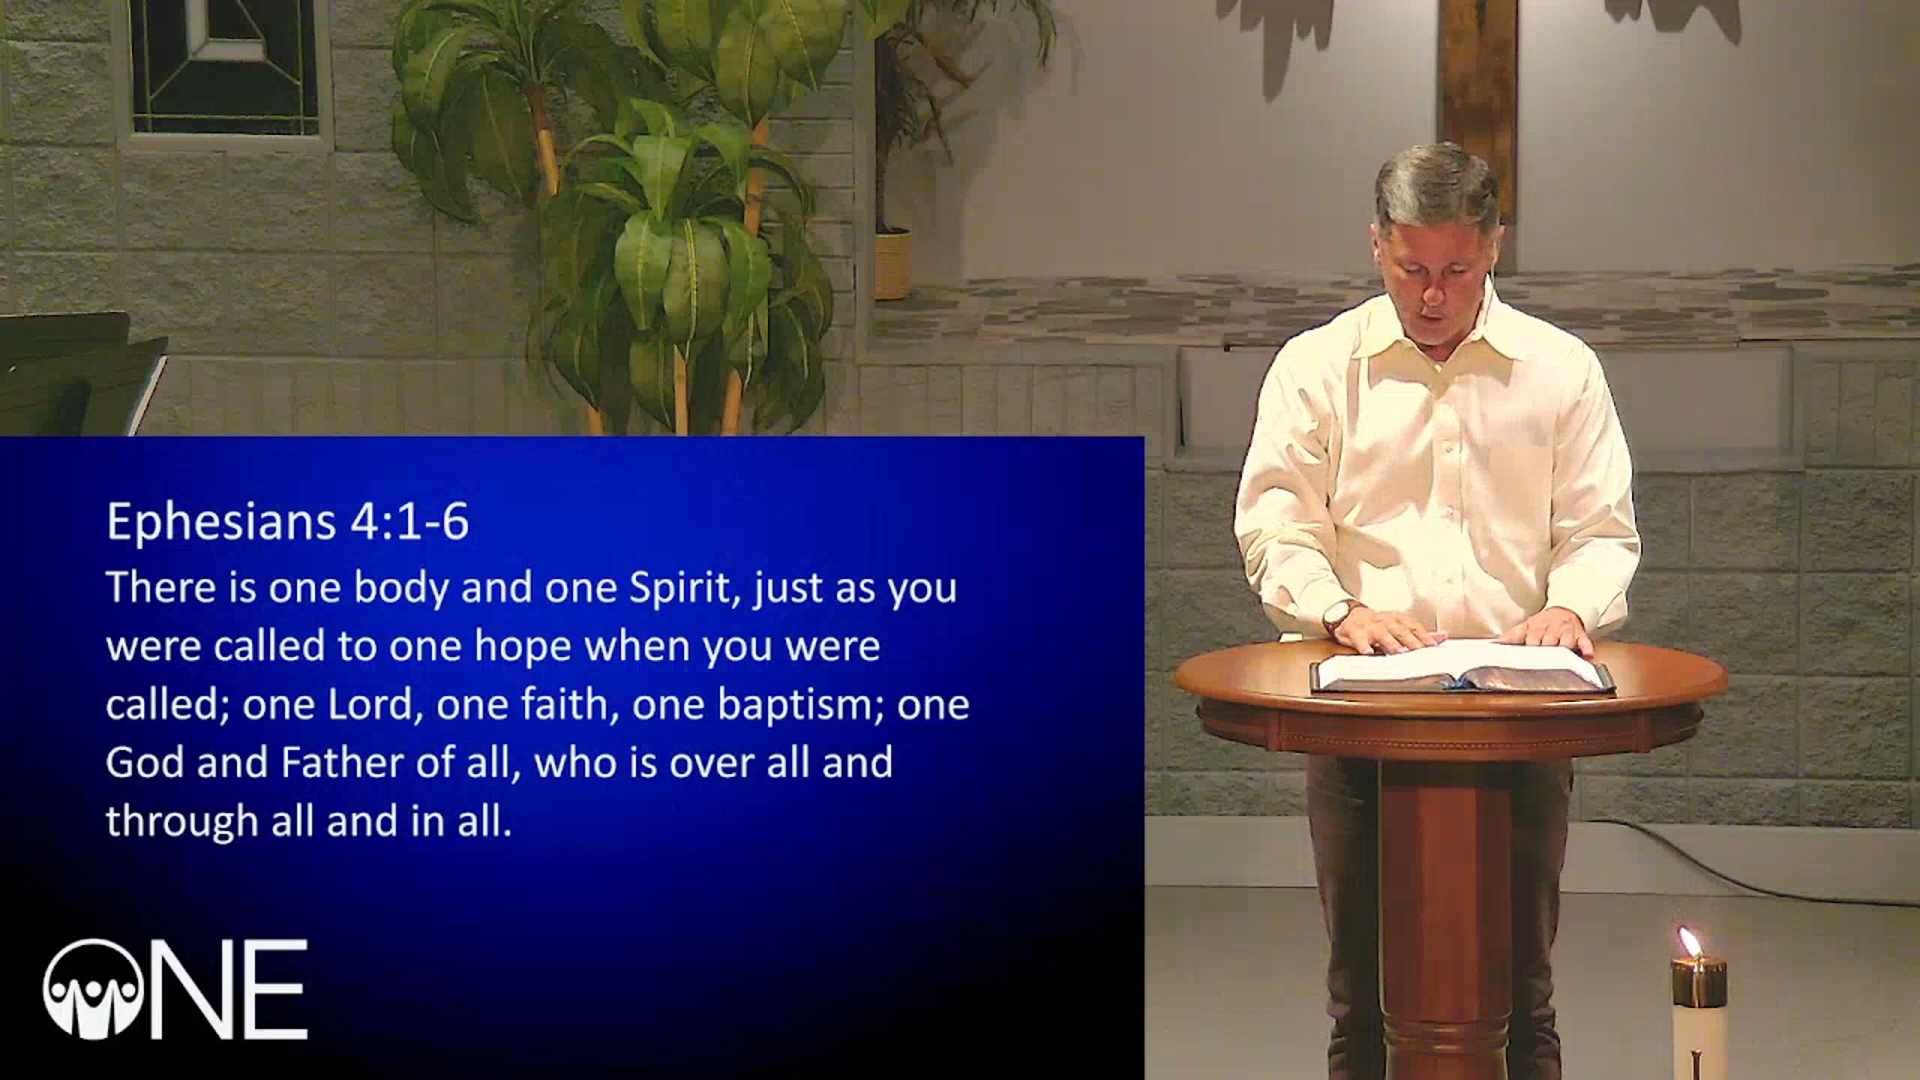 Ephesians 4:1-6
There is one body and one Spirit, just as you
were called to one hope when you were
called; one Lord, one faith, one baptism; one
God and Father of all, who is over all and
through all and in all.
ONE